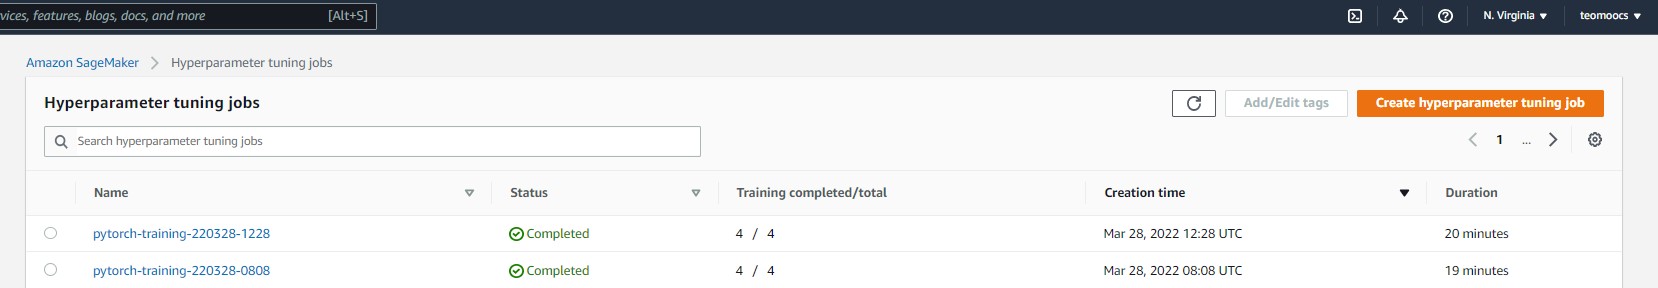 vices, features, blogs, docs, and more [Alt+S] N. Virginia teomoocs
Amazon SageMaker Hyperparameter tuning jobs
Hyperparameter tuning jobs Add/Edit tags Create hyperparameter tuning job
Search hyperparameter tuning jobs 1 ...
Name Status Training completed/total Creation time Duration
pytorch-training-220328-1228 Completed 4 / 4 Mar 28, 2022 12:28 UTC 20 minutes
pytorch-training-220328-0808 Completed 4 / 4 Mar 28, 2022 08:08 UTC 19 minutes